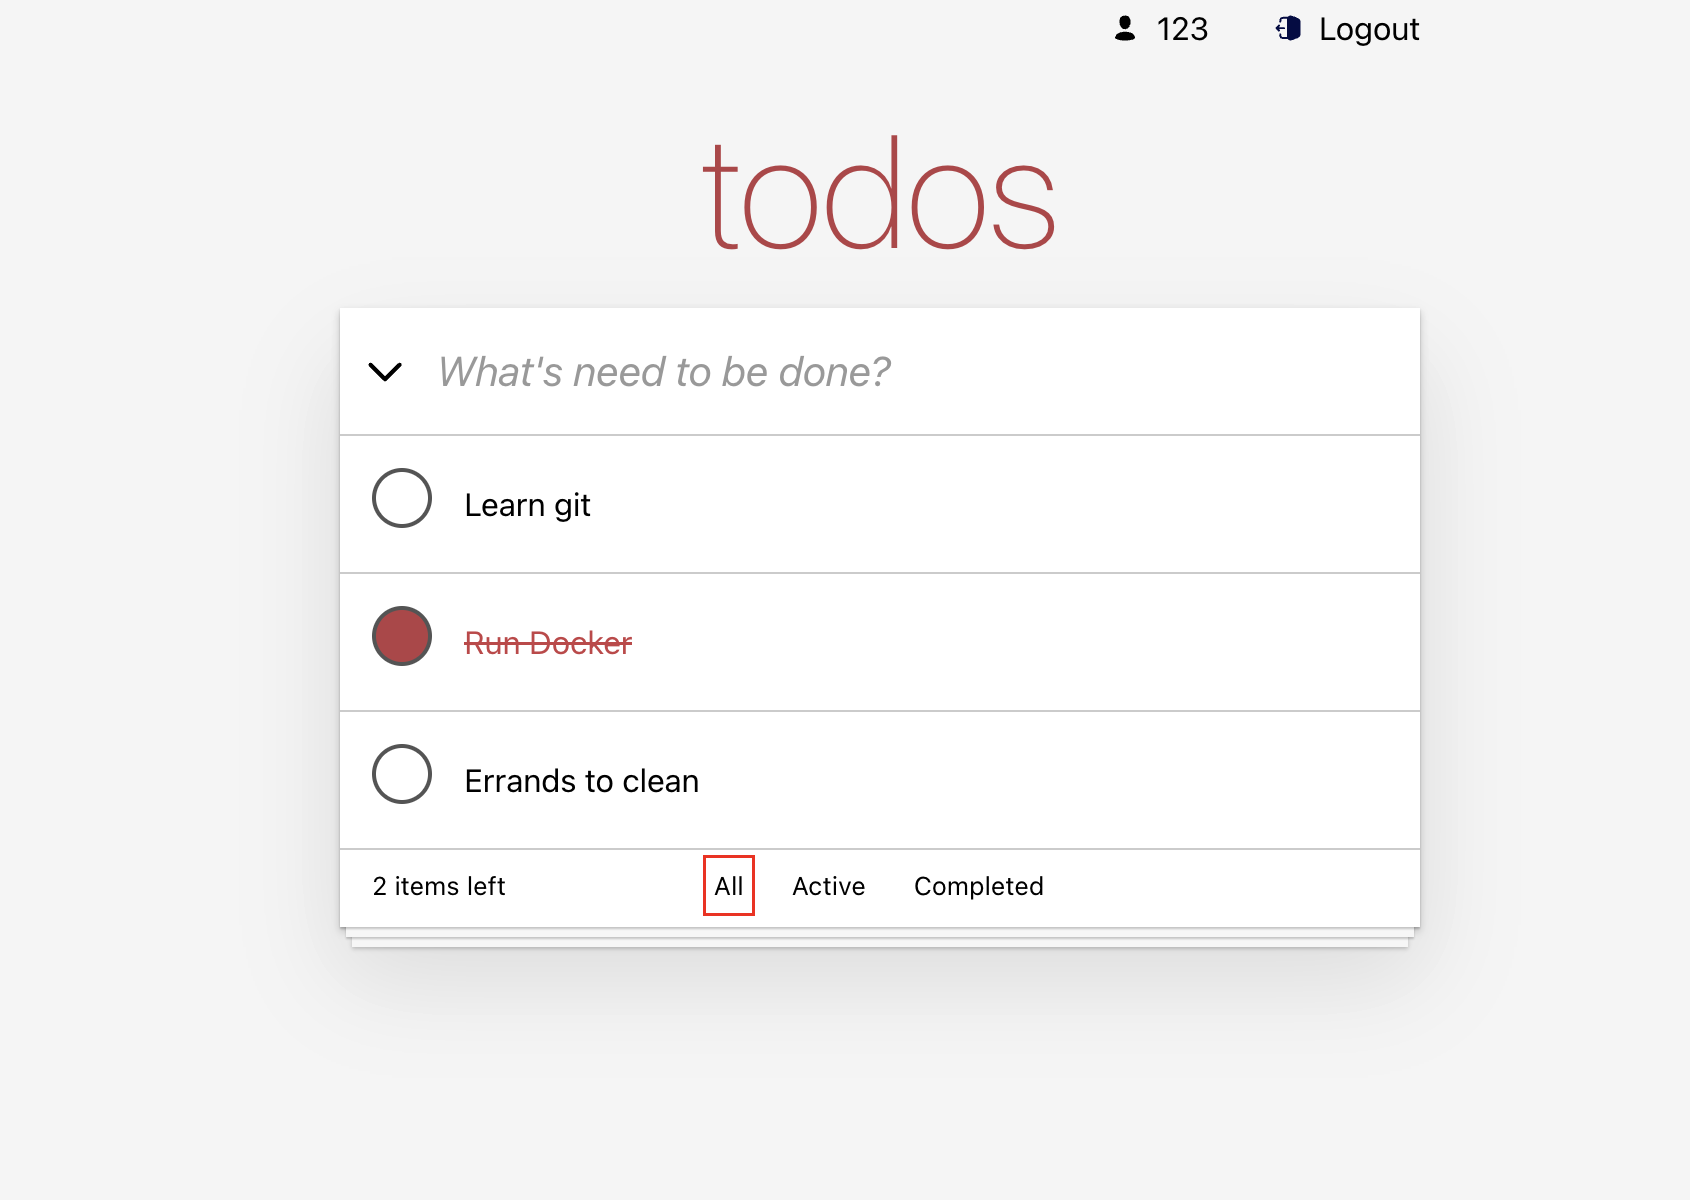 123 Logout
todos
What's need to be done?
Learn git
Run Docker
Errands to clean
2 items left All Active Completed